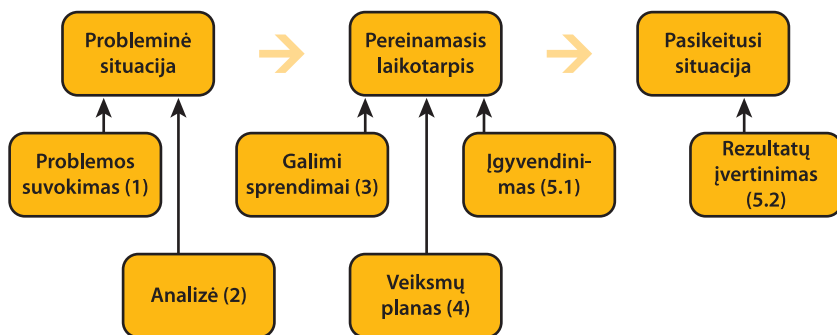 Probleminė
situacija
Pereinamasis
laikotarpis
Pasikeitusi
situacija
Problemos
suvokimas (1)
Galimi
sprendimai (3)
Įgyvendini-
mas (5.1)
Rezultatų
įvertinimas
(5.2)
Analizė (2)
Veiksmų
planas (4)